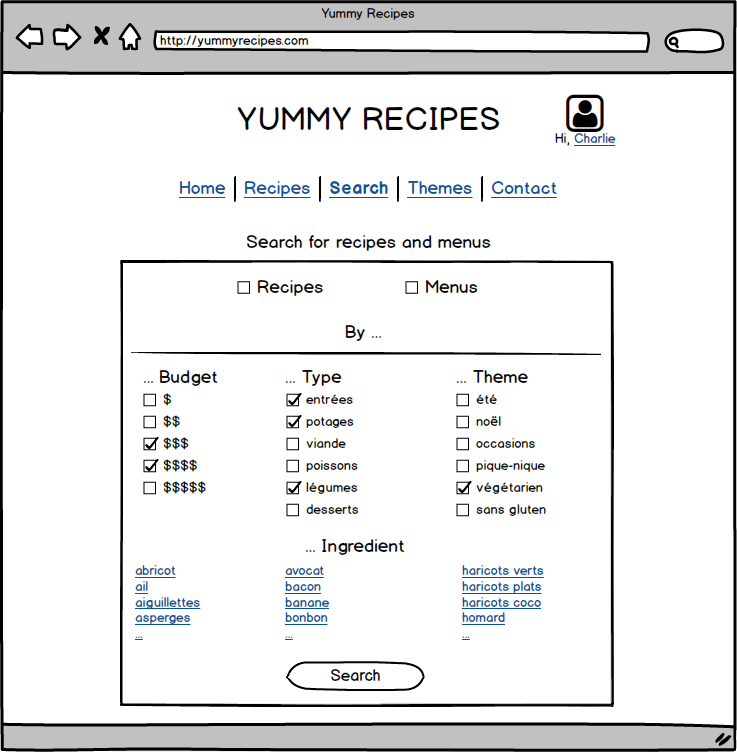 Yummy Recipes
http://yummyrecipes.com
YUMMY RECIPES
Hi, Charlie
Home | Recipes | Search | Themes | Contact
Search for recipes and menus
Recipes Menus
By ...
... Budget ... Type ... Theme
$ entrées été
$$ potages noël
$$$ viande occasions
$$$$ poissons pique-nique
$$$$$ légumes végétarien
desserts sans gluten
... Ingredient
abricot avocat haricots verts
ail bacon haricots plats
aiguillettes banane haricots coco
asperges bonbon homard
... ... ...
Search